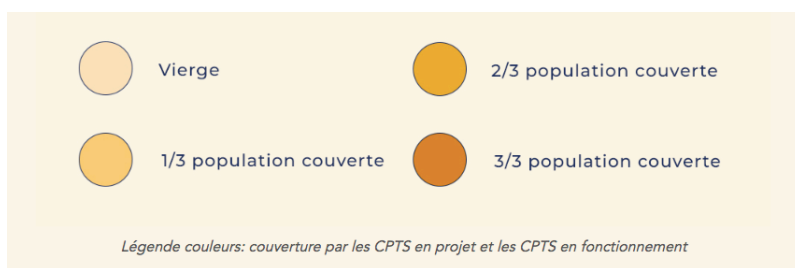 Vierge
2/3 population couverte
1/3 population couverte
3/3 population couverte
Légende couleurs: couverture par les CPTS en projet et les CPTS en fonctionnement